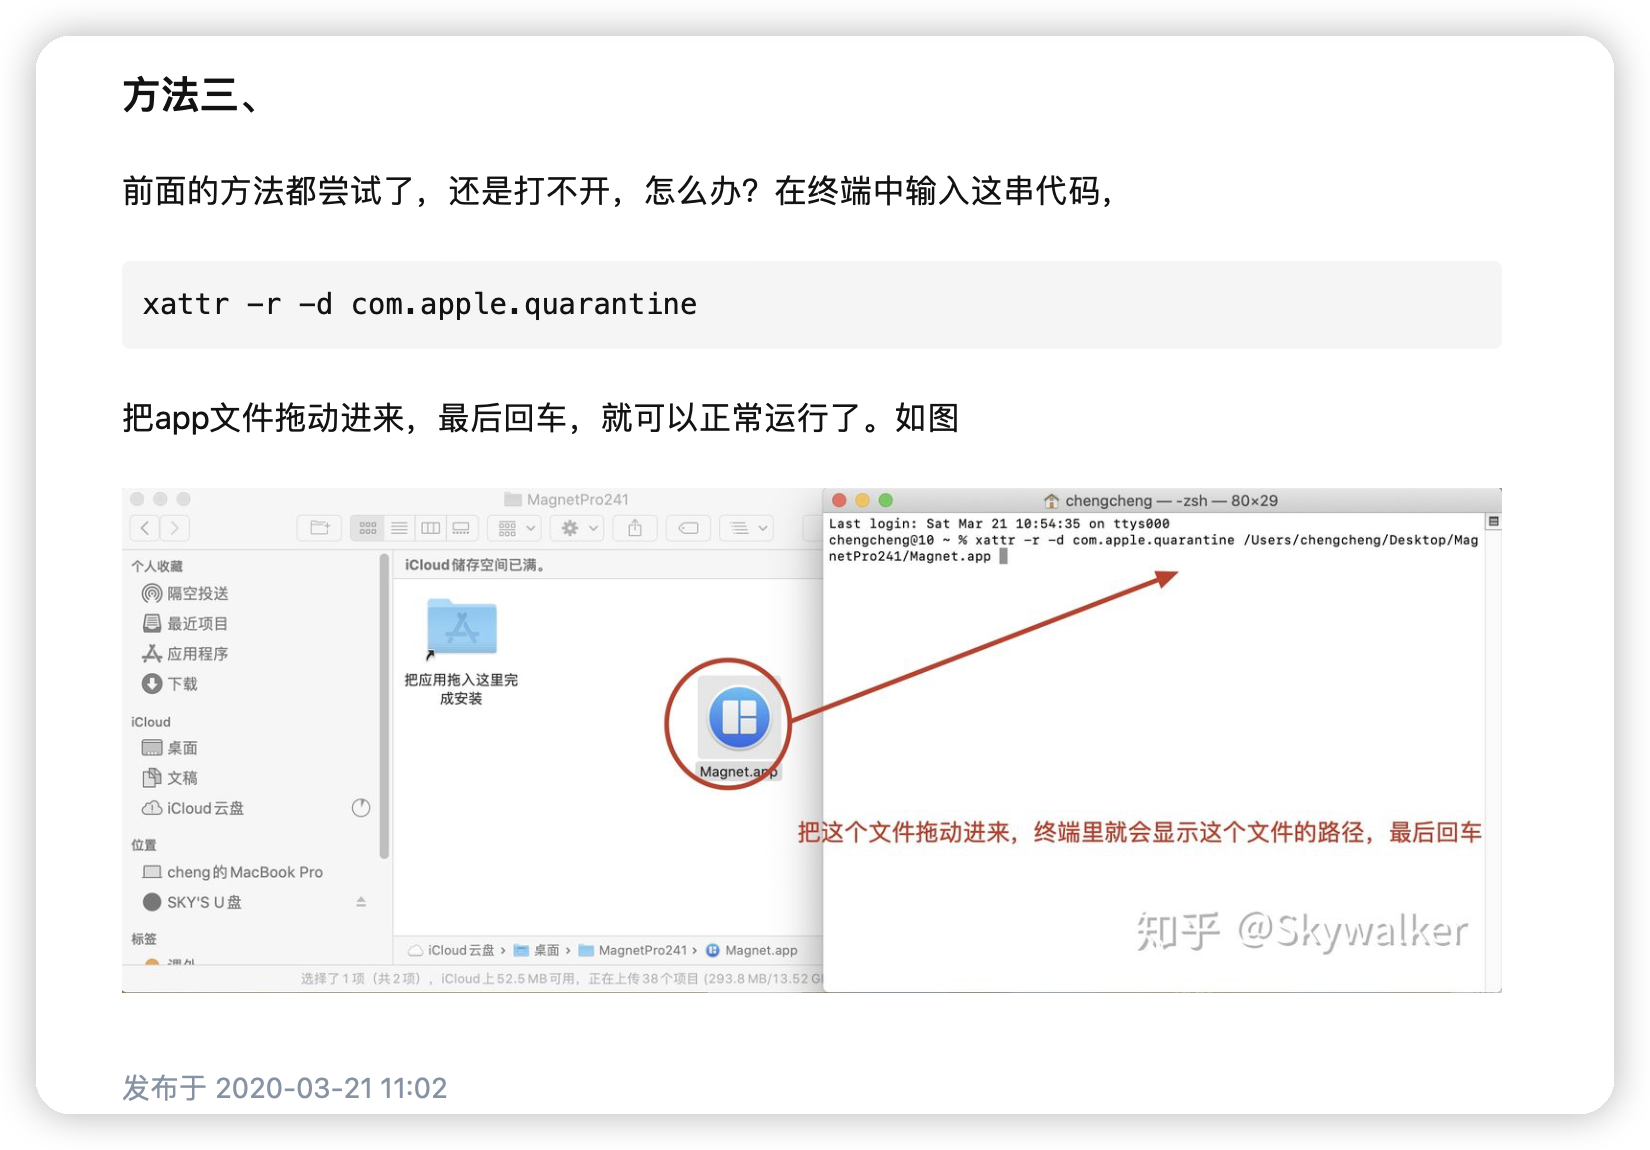 方法三、
前面的方法都尝试了，还是打不开，怎么办？在终端中输入这串代码，
xattr -r -d com.apple.quarantine
把app文件拖动进来，最后回车，就可以正常运行了。如图
MagnetPro241
个人收藏
隔空投送
最近项目
应用程序
下载
iCloud
桌面
文稿
iCloud云盘
位置
cheng的MacBook Pro
SKY'S U盘
标签
课外
iCloud储存空间已满。
把应用拖入这里完
成安装
Magnet.app
iCloud云盘 › 桌面 › MagnetPro241 › Magnet.app
选择了1项（共2项），iCloud上52.5 MB可用，正在上传38个项目 (293.8 MB/13.52 G
chengcheng — -zsh — 80×29
Last login: Sat Mar 21 10:54:35 on ttys000
chengcheng@10 ~ % xattr -r -d com.apple.quarantine /Users/chengcheng/Desktop/Mag
netPro241/Magnet.app
把这个文件拖动进来，终端里就会显示这个文件的路径，最后回车
知乎 @Skywalker
发布于 2020-03-21 11:02